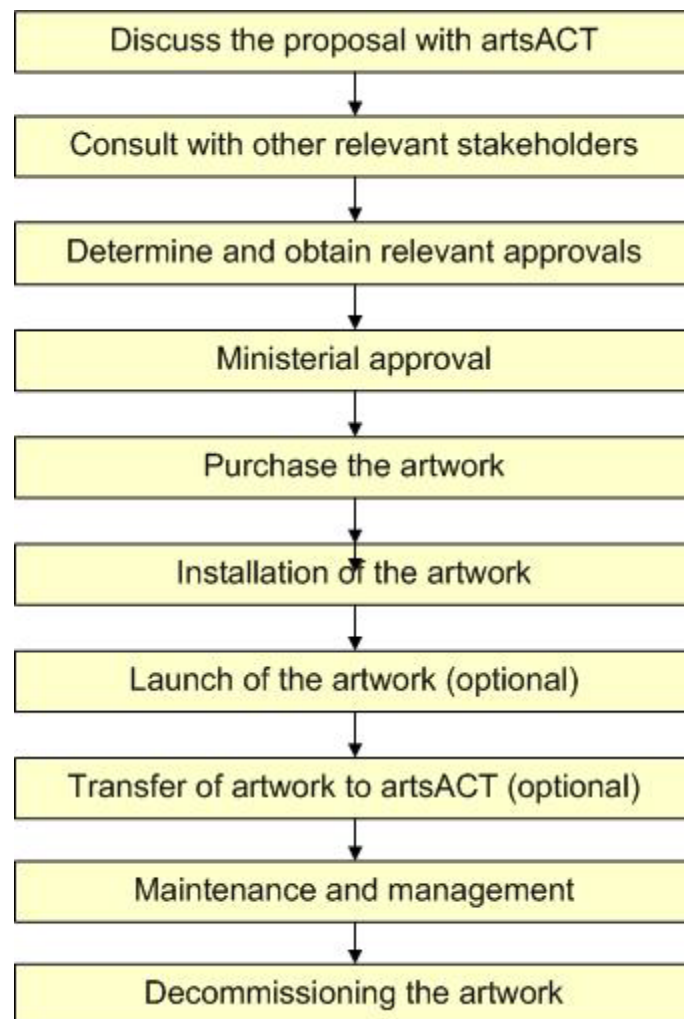 Discuss the proposal with artsACT
Consult with other relevant stakeholders
Determine and obtain relevant approvals
Ministerial approval
Purchase the artwork
Installation of the artwork
Launch of the artwork (optional)
Transfer of artwork to artsACT (optional)
Maintenance and management
Decommissioning the artwork